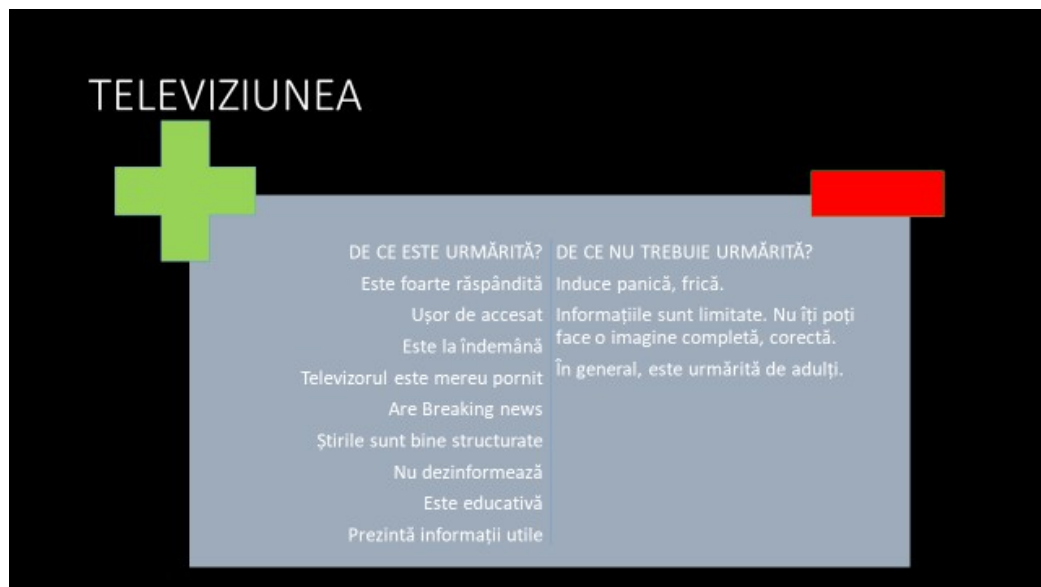 TELEVIZIUNEA
DE CE ESTE URMĂRITĂ?
Este foarte răspândită
Ușor de accesat
Este la îndemână
Televizorul este mereu pornit
Are Breaking news
Știrile sunt bine structurate
Nu dezinformează
Este educativă
Prezintă informații utile
DE CE NU TREBUIE URMĂRITĂ?
Induce panică, frică.
Informațiile sunt limitate. Nu îți poți
face o imagine completă, corectă.
În general, este urmărită de adulți.